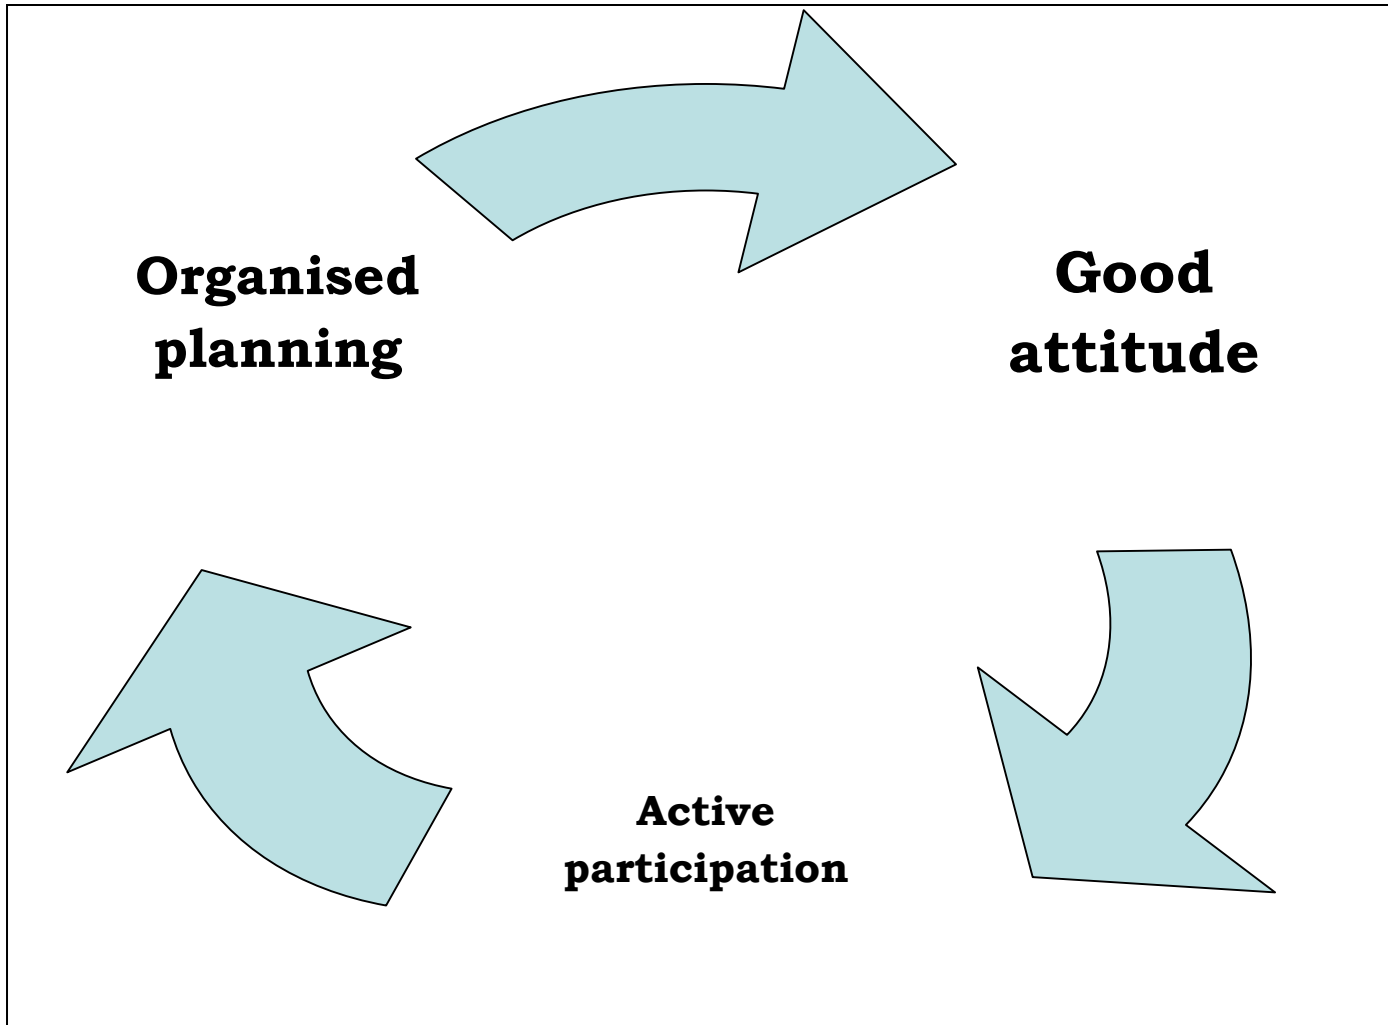 Organised
planning
Good
attitude
Active
participation